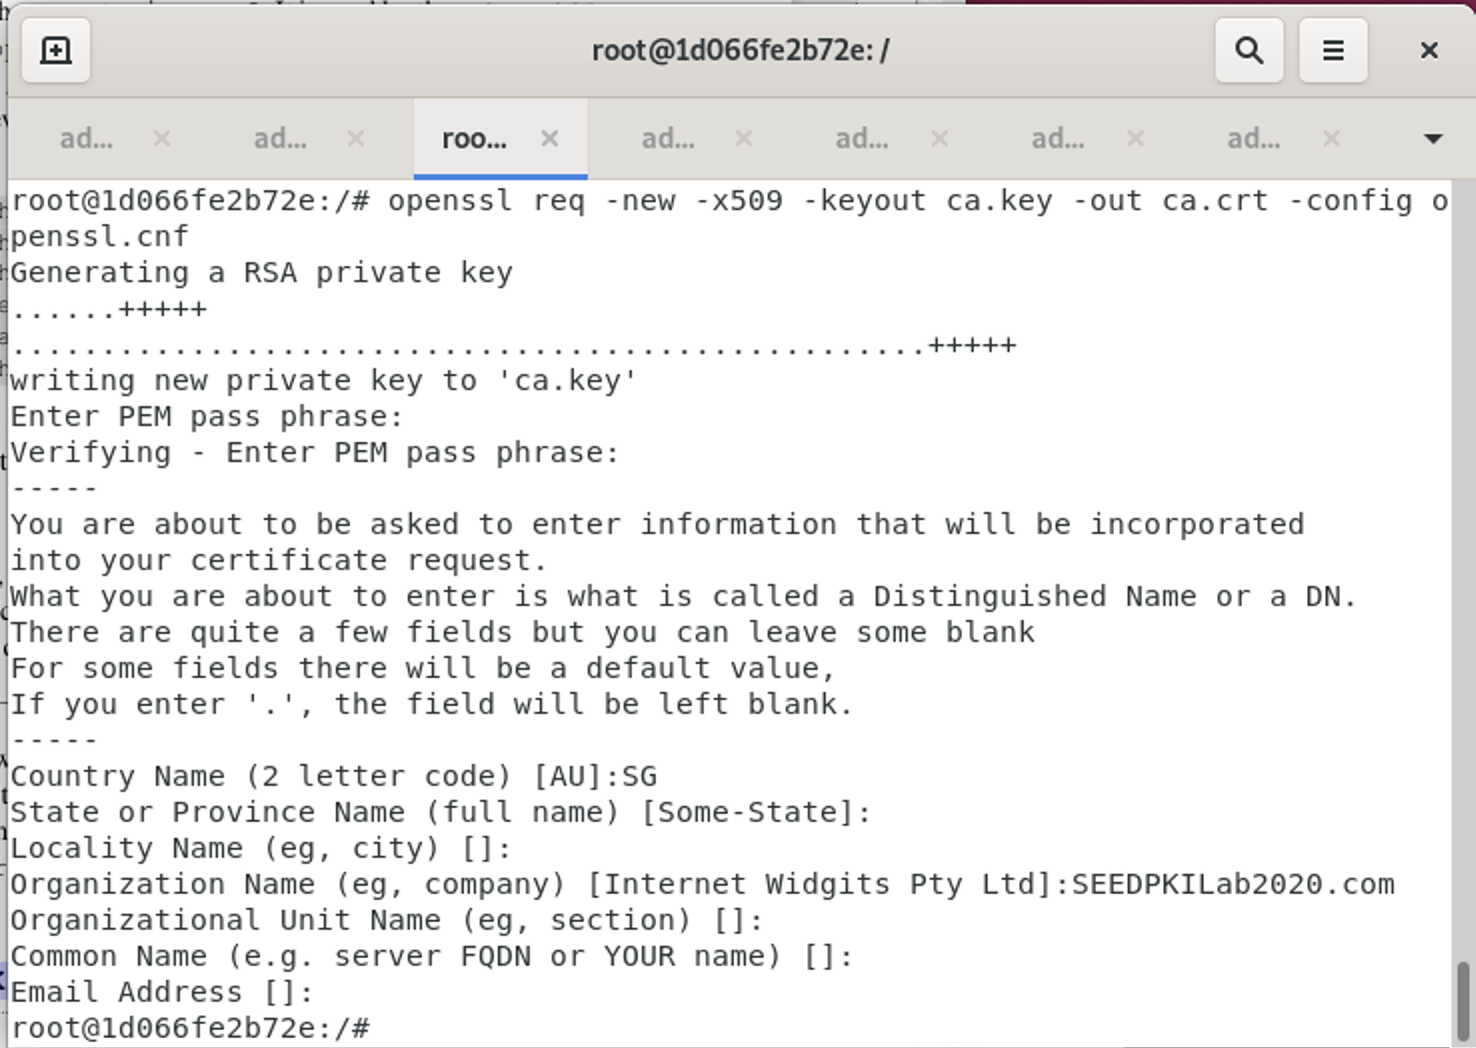 root@1d066fe2b72e: /
ad... ad... roo... ad... ad... ad... ad...
root@1d066fe2b72e:/# openssl req -new -x509 -keyout ca.key -out ca.crt -config o
penssl.cnf
Generating a RSA private key
......+++++
...................................................+++++
writing new private key to 'ca.key'
Enter PEM pass phrase:
Verifying - Enter PEM pass phrase:
-----
You are about to be asked to enter information that will be incorporated
into your certificate request.
What you are about to enter is what is called a Distinguished Name or a DN.
There are quite a few fields but you can leave some blank
For some fields there will be a default value,
If you enter '.', the field will be left blank.
-----
Country Name (2 letter code) [AU]:SG
State or Province Name (full name) [Some-State]:
Locality Name (eg, city) []:
Organization Name (eg, company) [Internet Widgits Pty Ltd]:SEEDPKILab2020.com
Organizational Unit Name (eg, section) []:
Common Name (e.g. server FQDN or YOUR name) []:
Email Address []:
root@1d066fe2b72e:/#